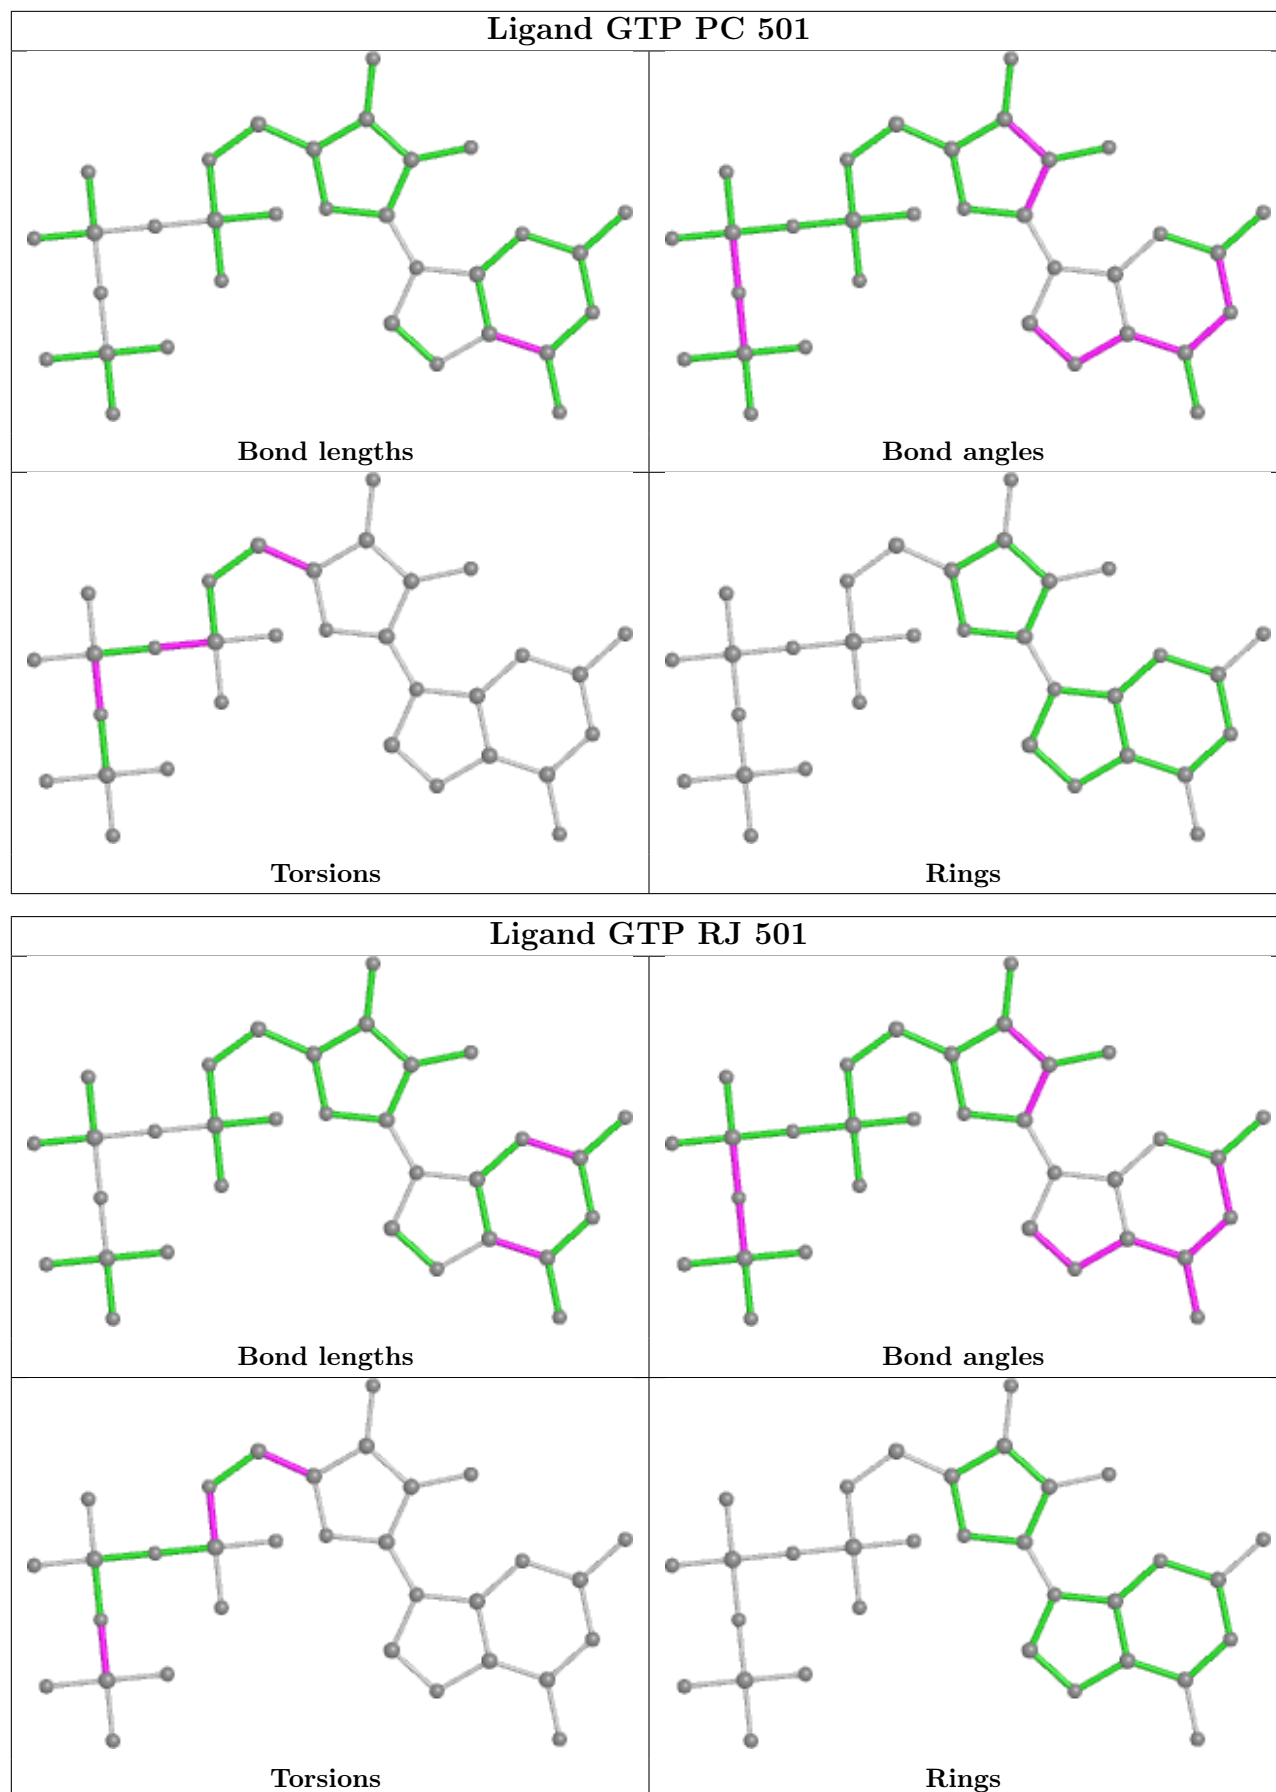 Ligand GTP PC 501
Bond lengths
Bond angles
Torsions
Rings
Ligand GTP RJ 501
Bond lengths
Bond angles
Torsions
Rings